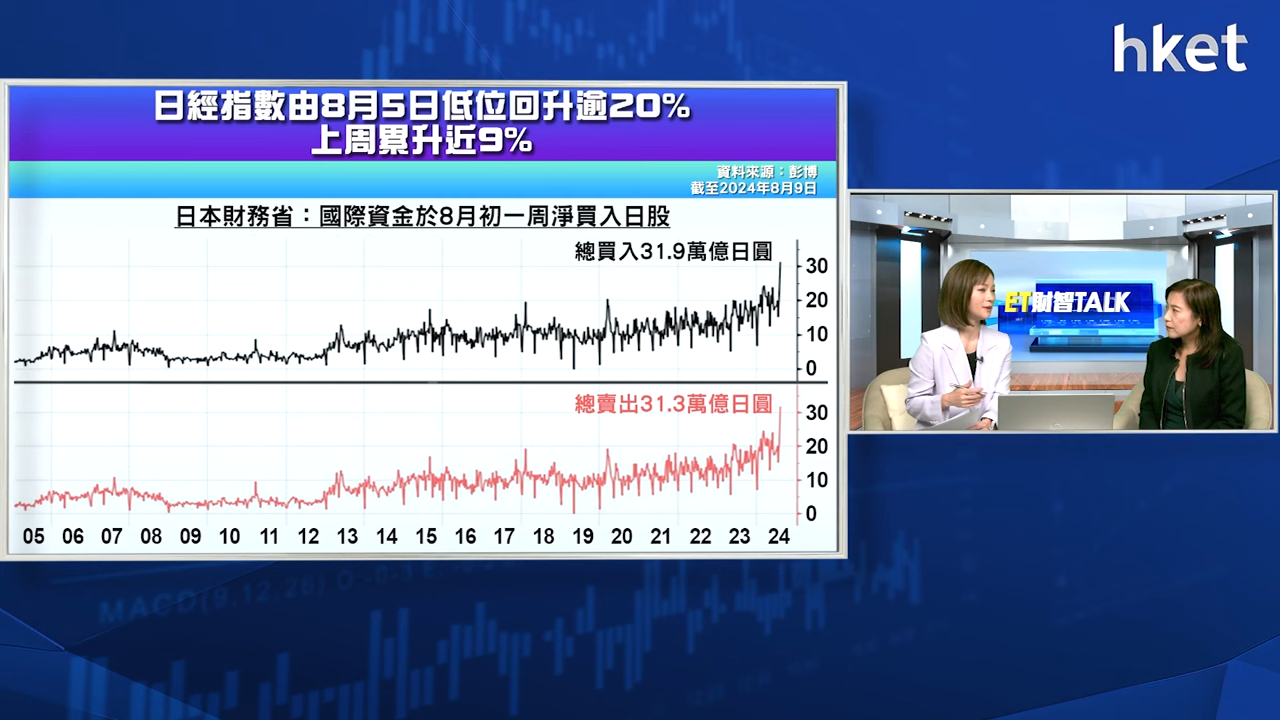 hket
日經指數由8月5日低位回升逾20%
上周累升近9%
資料來源：彭博
截至2024年8月9日
日本財務省：國際資金於8月初一周淨買入日股
總買入31.9萬億日圓
30
20
10
0
總賣出31.3萬億日圓
30
20
10
0
05 06 07 08 09 10 11 12 13 14 15 16 17 18 19 20 21 22 23 24
ET財智TALK
MACD(9,12,26)